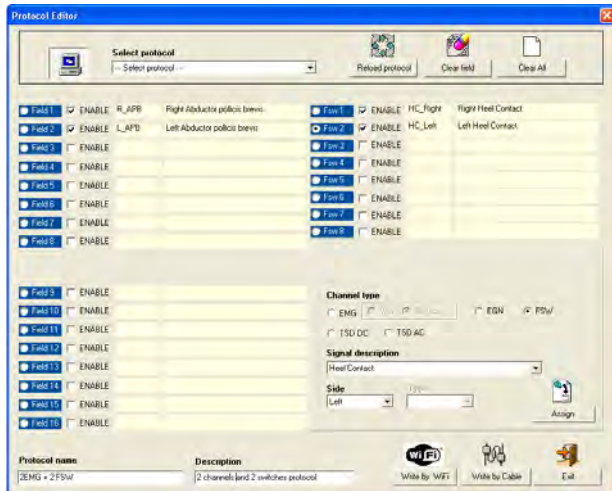 Protocol Editor
Select protocol
-- Select protocol --
Reload protocol
Clear field
Clear All
Field 1 ENABLE R_APB Right Abductor pollicis brevis
Field 2 ENABLE L_APB Left Abductor pollicis brevis
Field 3 ENABLE
Field 4 ENABLE
Field 5 ENABLE
Field 6 ENABLE
Field 7 ENABLE
Field 8 ENABLE
Fsw 1 ENABLE HC_Right Right Heel Contact
Fsw 2 ENABLE HC_Left Left Heel Contact
Fsw 3 ENABLE
Fsw 4 ENABLE
Fsw 5 ENABLE
Fsw 6 ENABLE
Fsw 7 ENABLE
Fsw 8 ENABLE
Field 9 ENABLE
Field 10 ENABLE
Field 11 ENABLE
Field 12 ENABLE
Field 13 ENABLE
Field 14 ENABLE
Field 15 ENABLE
Field 16 ENABLE
Channel type
EMG EGN FSW
TSD DC TSD AC
Signal description
Heel Contact
Side Type
Left
Assign
Protocol name
2EMG + 2FSW
Description
2 channels and 2 switches protocol
WiFi
Write by WiFi
Write by Cable
Exit